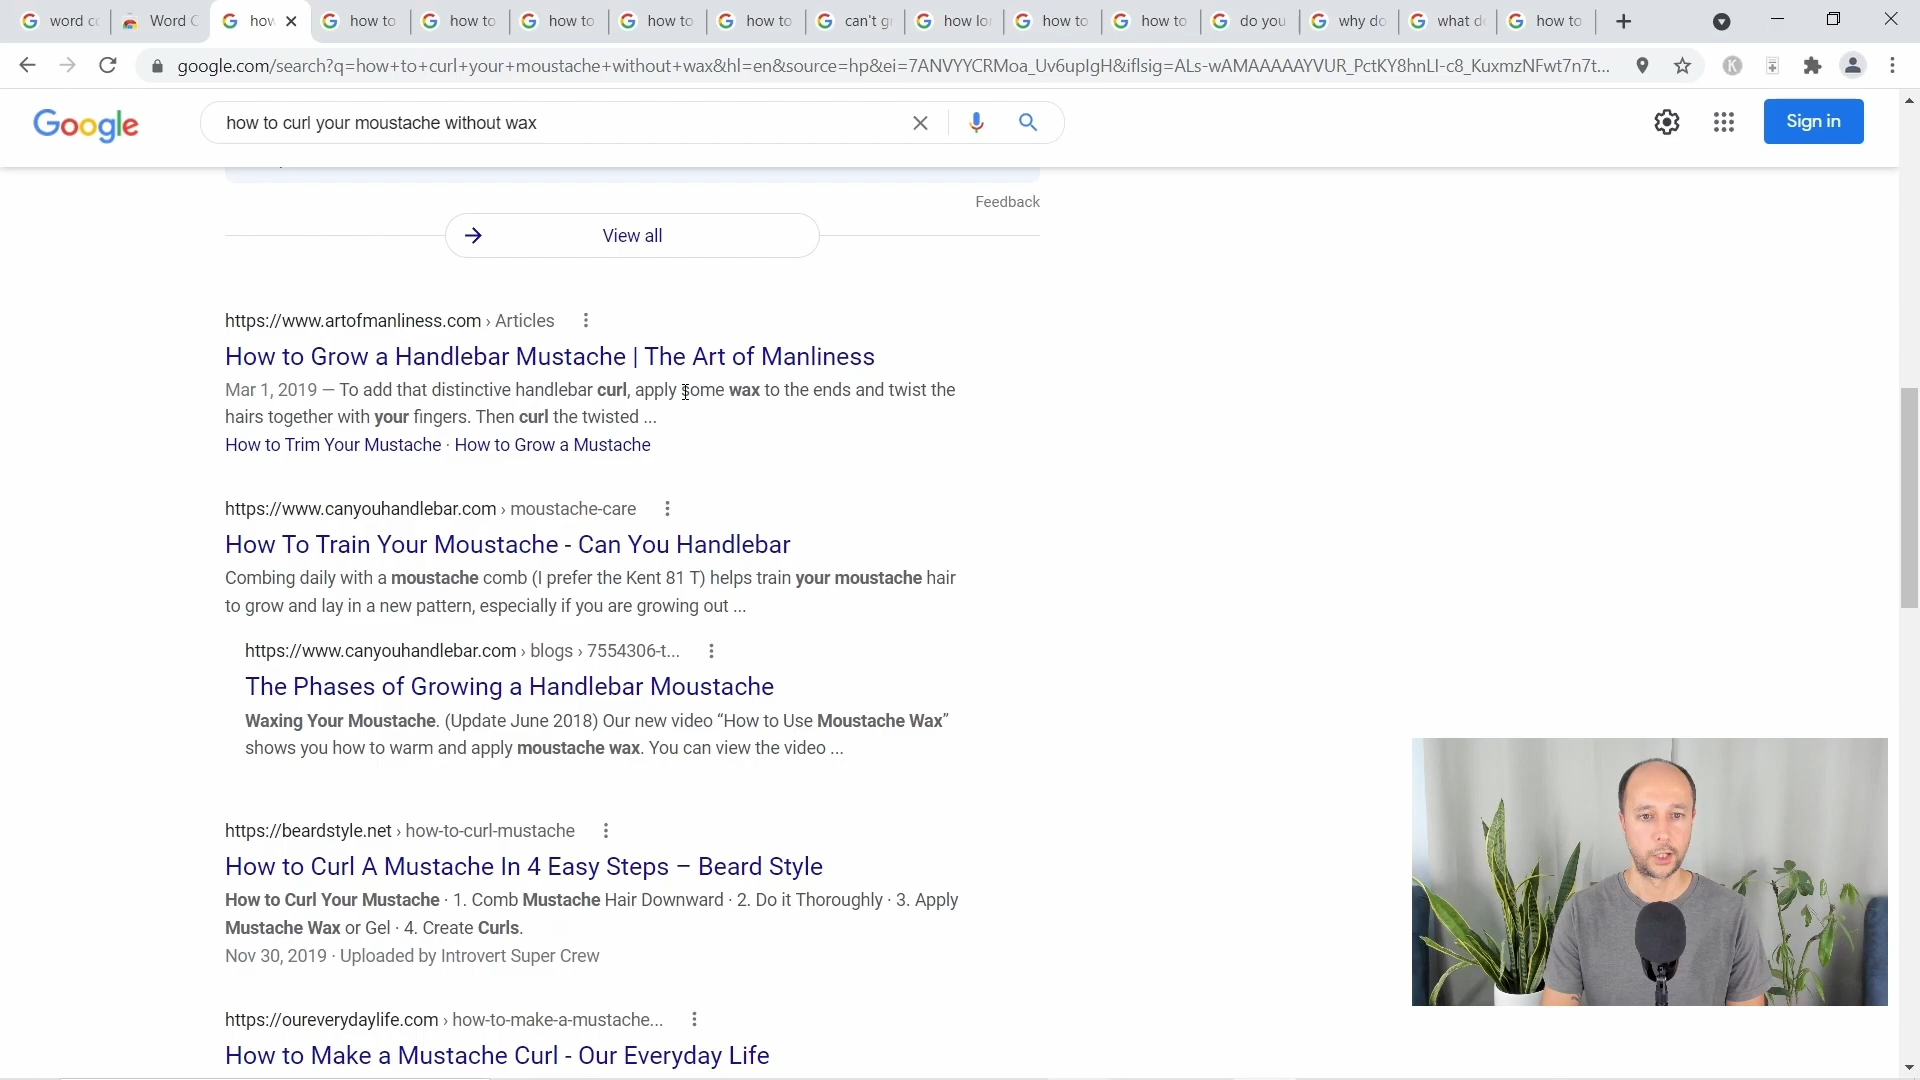 word c
Word C
how
how to
how to
how to
how to
how to
can't g
how lo
how to
how to
do you
why do
what d
how to
google.com/search?q=how+to+curl+your+moustache+without+wax&hl=en&source=hp&ei=7ANVYYCRMoa_Uv6upIgH&iflsig=ALs-wAMAAAAAYVUR_PctKY8hnLI-c8_KuxmzNFwt7n7t...
K
Google
how to curl your moustache without wax
Sign in
Feedback
View all
https://www.artofmanliness.com › Articles
How to Grow a Handlebar Mustache | The Art of Manliness
Mar 1, 2019 — To add that distinctive handlebar curl, apply some wax to the ends and twist the
hairs together with your fingers. Then curl the twisted ...
How to Trim Your Mustache · How to Grow a Mustache
https://www.canyouhandlebar.com › moustache-care
How To Train Your Moustache - Can You Handlebar
Combing daily with a moustache comb (I prefer the Kent 81 T) helps train your moustache hair
to grow and lay in a new pattern, especially if you are growing out ...
https://www.canyouhandlebar.com › blogs › 7554306-t...
The Phases of Growing a Handlebar Moustache
Waxing Your Moustache. (Update June 2018) Our new video “How to Use Moustache Wax”
shows you how to warm and apply moustache wax. You can view the video ...
https://beardstyle.net › how-to-curl-mustache
How to Curl A Mustache In 4 Easy Steps – Beard Style
How to Curl Your Mustache · 1. Comb Mustache Hair Downward · 2. Do it Thoroughly · 3. Apply
Mustache Wax or Gel · 4. Create Curls.
Nov 30, 2019 · Uploaded by Introvert Super Crew
https://oureverydaylife.com › how-to-make-a-mustache...
How to Make a Mustache Curl - Our Everyday Life